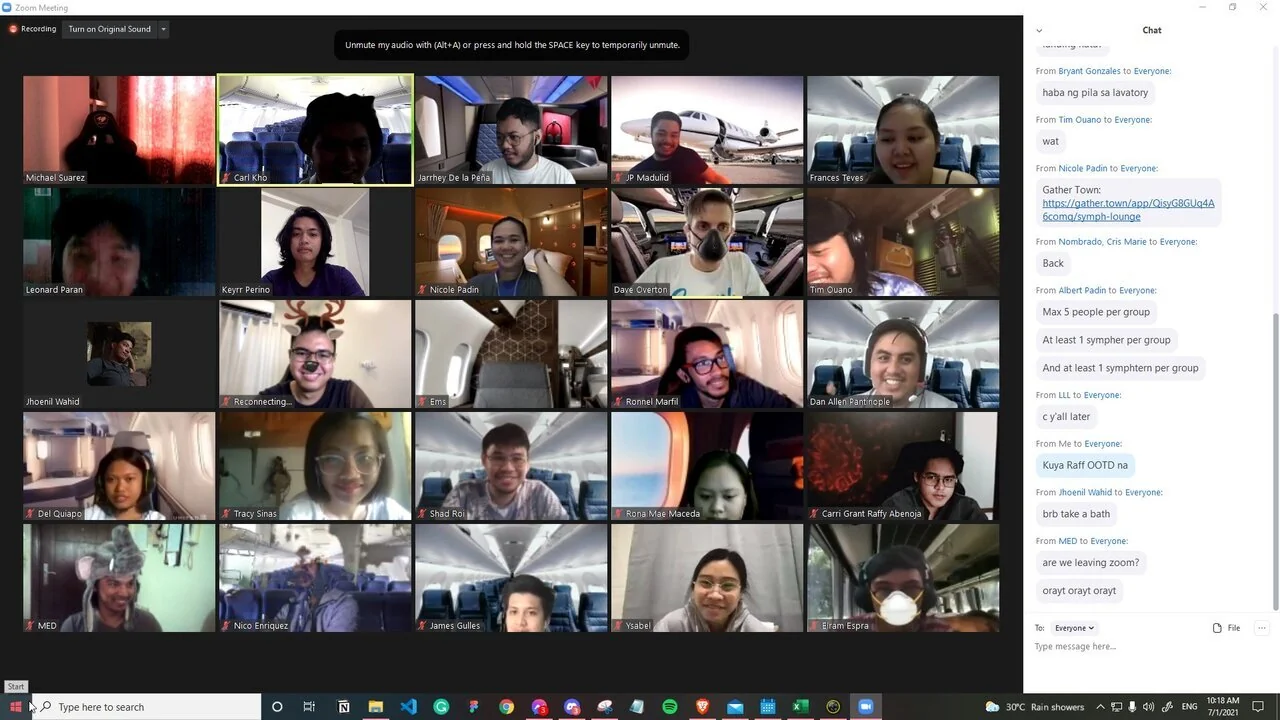 Zoom Meeting
Recording
Turn on Original Sound
Unmute my audio with (Alt+A) or press and hold the SPACE key to temporarily unmute.
Michael Suarez
Carl Kho
Jarrlyv De la Peña
JP Madulid
Frances Teves
Leonard Paran
Keyrr Perino
Nicole Padin
Dave Overton
Tim Ouano
Jhoenil Wahid
Reconnecting...
Ems
Ronnel Marfil
Dan Allen Pantinople
Del Quiapo
Tracy Sinas
Shad Roi
Rona Mae Maceda
Carri Grant Raffy Abenoja
MED
Nico Enriquez
James Gulles
Ysabel
Efram Espra
Chat
From Bryant Gonzales to Everyone:
haba ng pila sa lavatory
From Tim Ouano to Everyone:
wat
From Nicole Padin to Everyone:
Gather Town:
https://gather.town/app/QisyG8GUq4A
6comq/symph-lounge
From Nombrado, Cris Marie to Everyone:
Back
From Albert Padin to Everyone:
Max 5 people per group
At least 1 sympher per group
And at least 1 symphtern per group
From LLL to Everyone:
c y'all later
From Me to Everyone:
Kuya Raff OOTD na
From Jhoenil Wahid to Everyone:
brb take a bath
From MED to Everyone:
are we leaving zoom?
orayt orayt orayt
To: Everyone
File
Type message here...
Start
Type here to search
30°C Rain showers
ENG
10:18 AM
7/1/2021